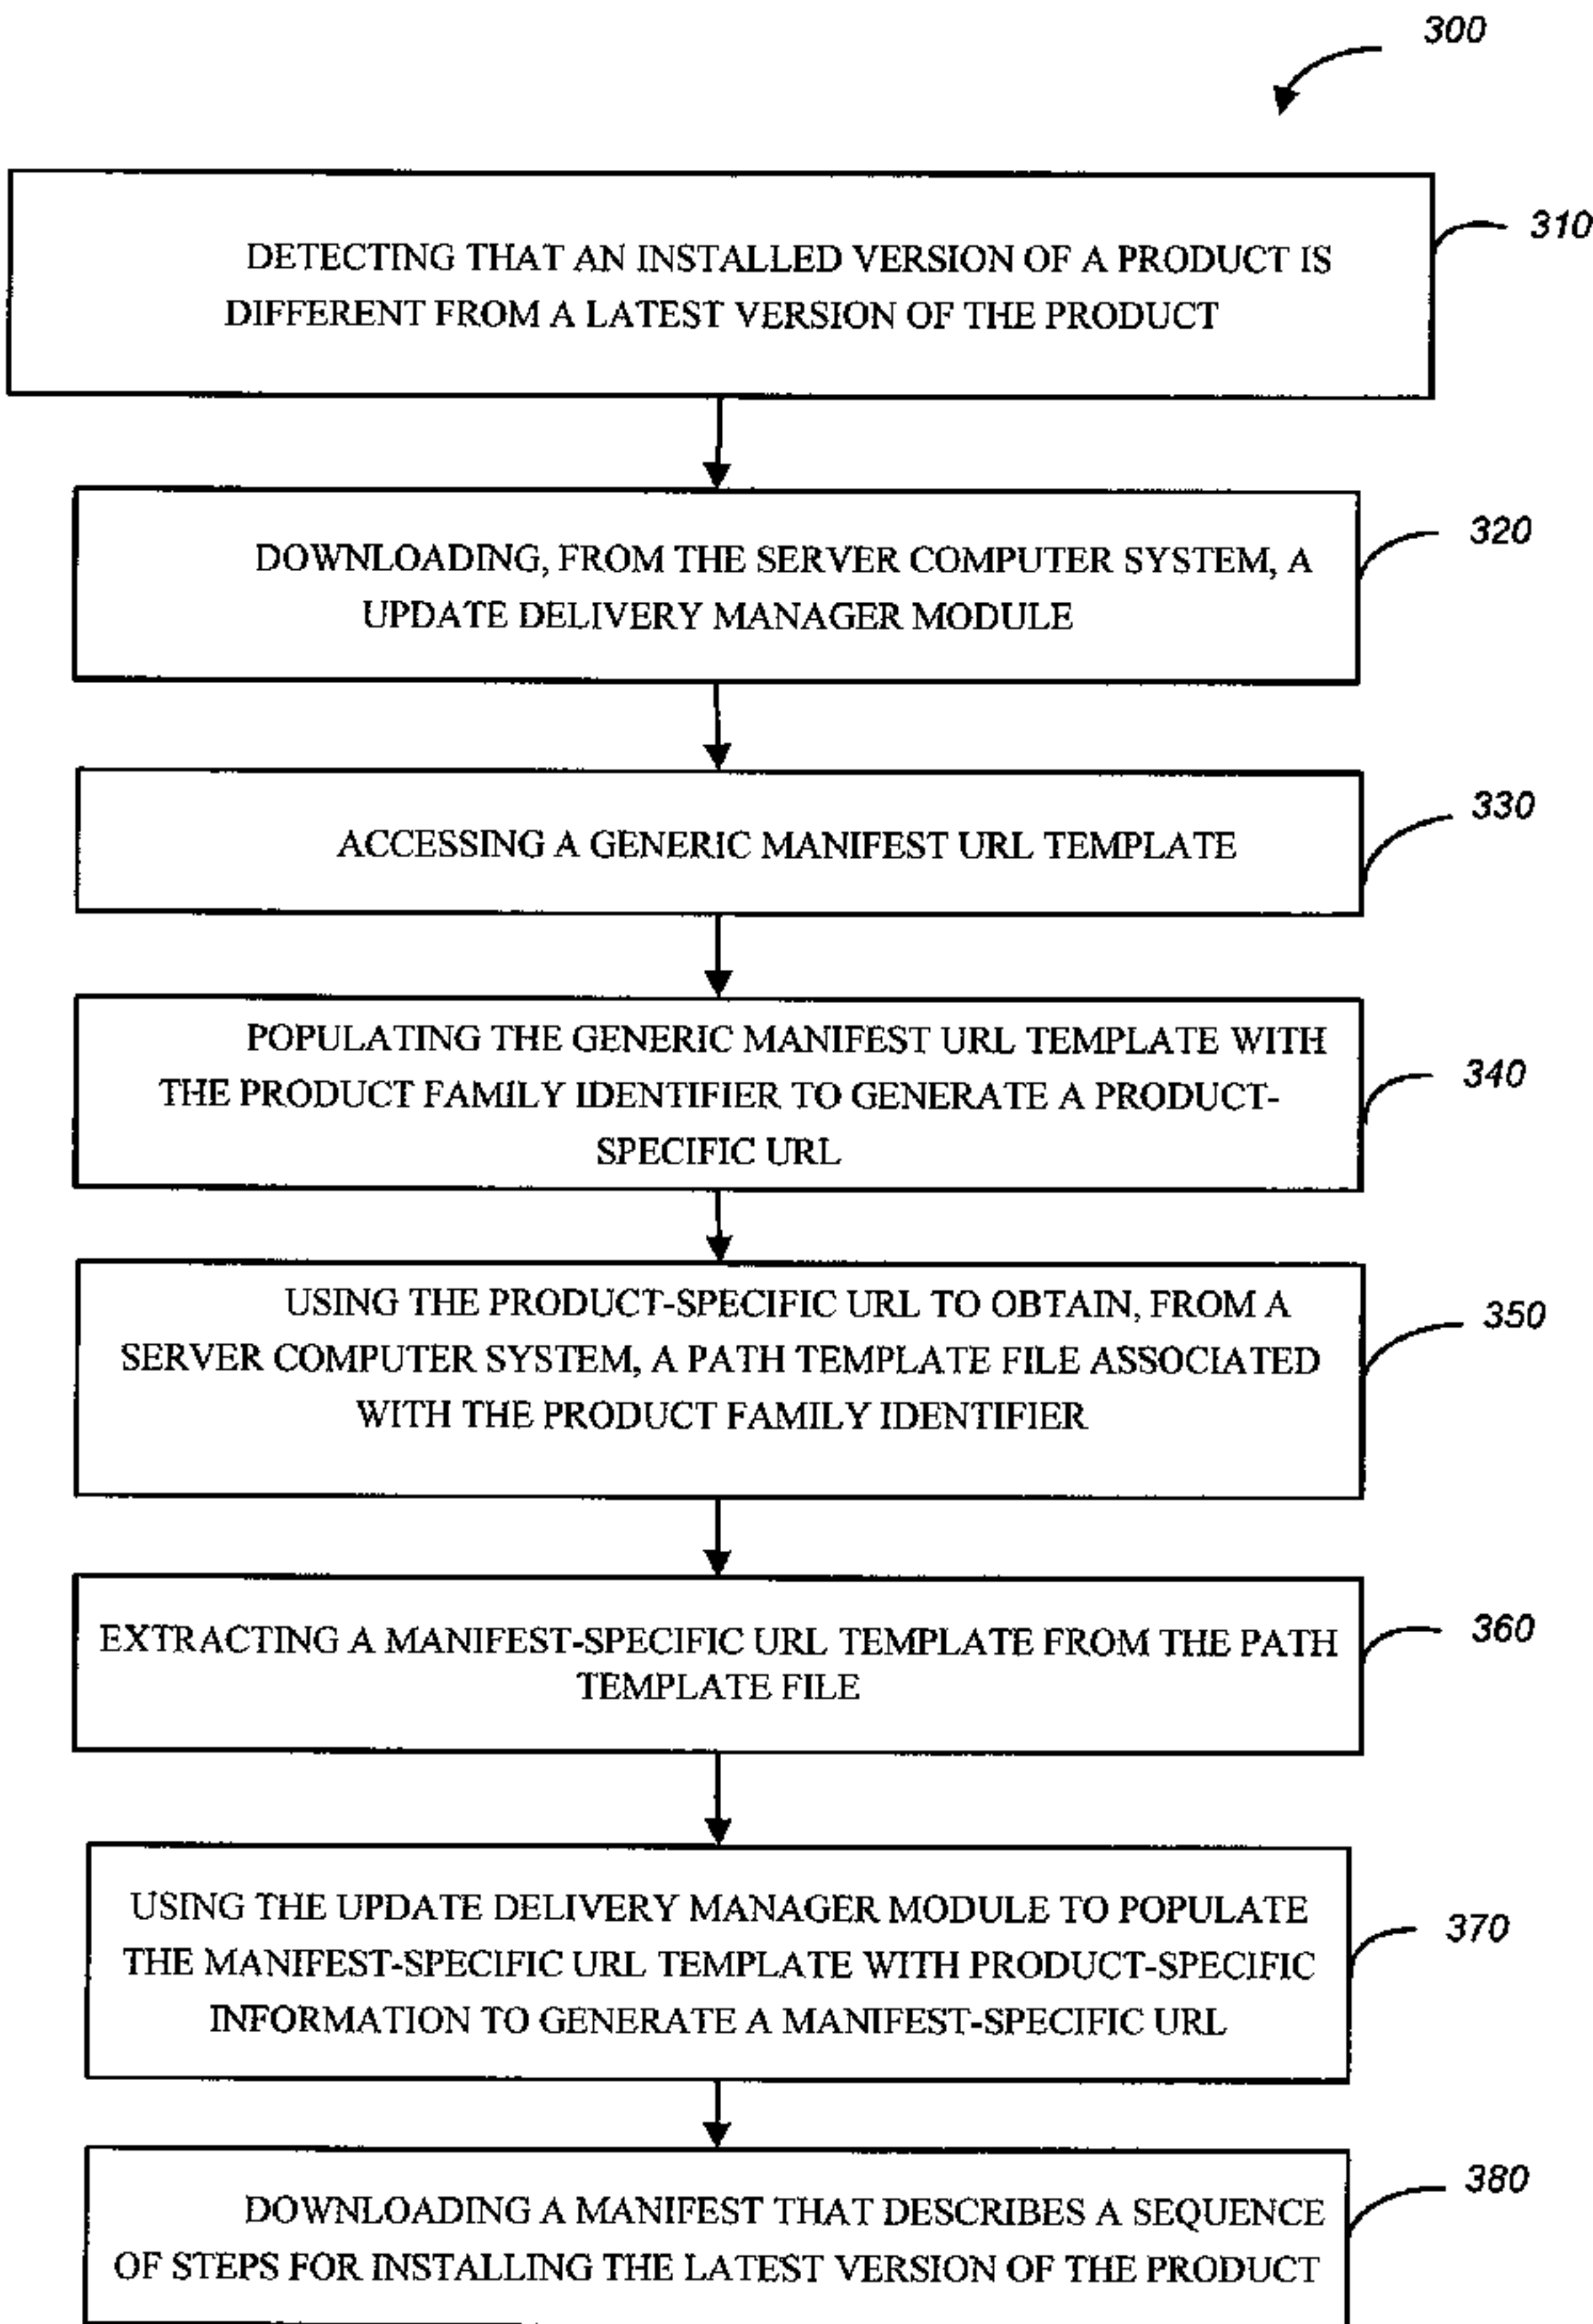 300
310
DETECTING THAT AN INSTALLED VERSION OF A PRODUCT IS
DIFFERENT FROM A LATEST VERSION OF THE PRODUCT
320
DOWNLOADING, FROM THE SERVER COMPUTER SYSTEM, A
UPDATE DELIVERY MANAGER MODULE
330
ACCESSING A GENERIC MANIFEST URL TEMPLATE
340
POPULATING THE GENERIC MANIFEST URL TEMPLATE WITH
THE PRODUCT FAMILY IDENTIFIER TO GENERATE A PRODUCT-
SPECIFIC URL
350
USING THE PRODUCT-SPECIFIC URL TO OBTAIN, FROM A
SERVER COMPUTER SYSTEM, A PATH TEMPLATE FILE ASSOCIATED
WITH THE PRODUCT FAMILY IDENTIFIER
360
EXTRACTING A MANIFEST-SPECIFIC URL TEMPLATE FROM THE PATH
TEMPLATE FILE
370
USING THE UPDATE DELIVERY MANAGER MODULE TO POPULATE
THE MANIFEST-SPECIFIC URL TEMPLATE WITH PRODUCT-SPECIFIC
INFORMATION TO GENERATE A MANIFEST-SPECIFIC URL
380
DOWNLOADING A MANIFEST THAT DESCRIBES A SEQUENCE
OF STEPS FOR INSTALLING THE LATEST VERSION OF THE PRODUCT